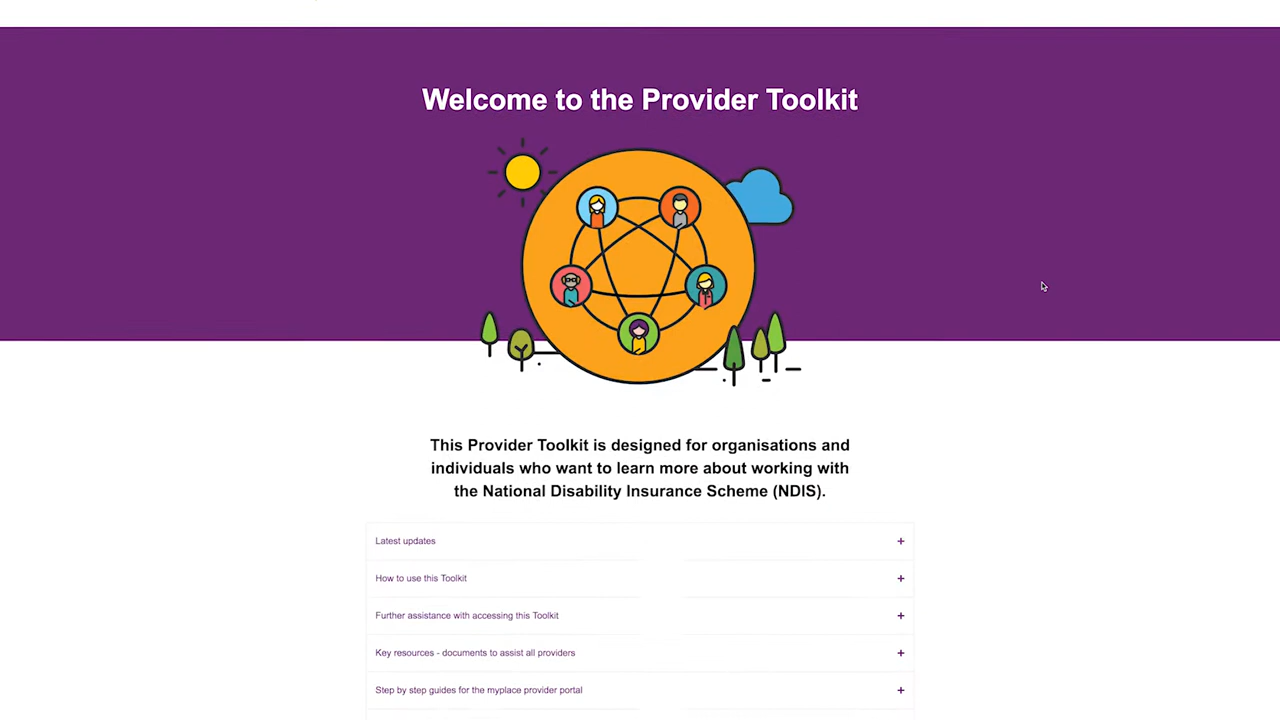 Welcome to the Provider Toolkit
This Provider Toolkit is designed for organisations and
individuals who want to learn more about working with
the National Disability Insurance Scheme (NDIS).
Latest updates +
How to use this Toolkit +
Further assistance with accessing this Toolkit +
Key resources - documents to assist all providers +
Step by step guides for the myplace provider portal +